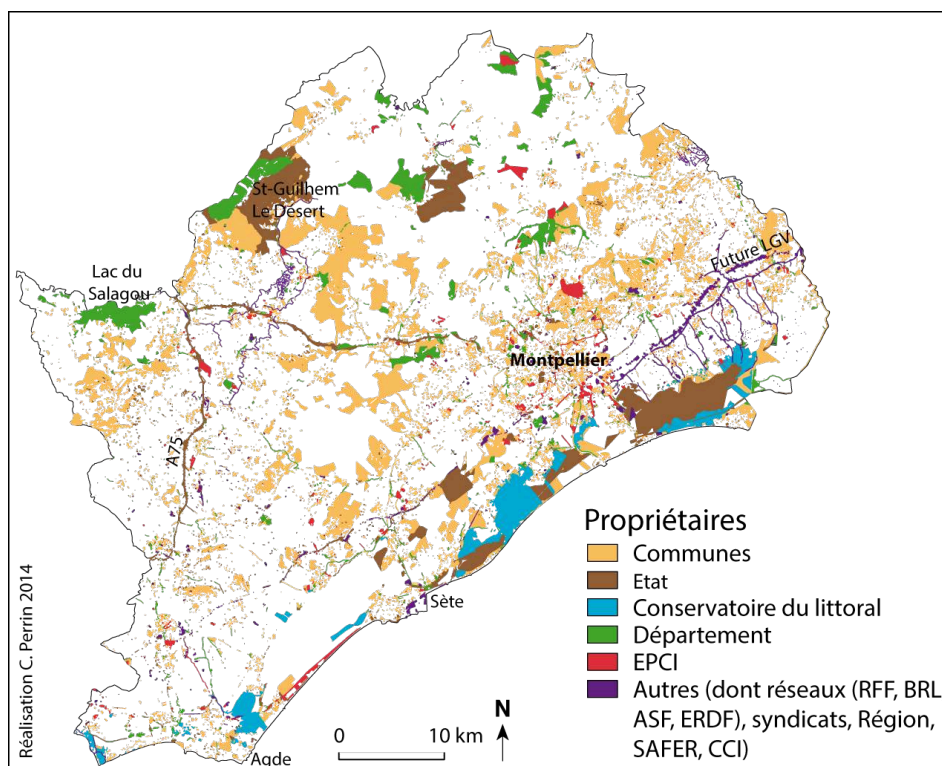 St-Guilhem
Le Désert
Future LGV
Lac du
Salagou
Montpellier
A75
Sète
Agde
Propriétaires
Communes
Etat
Conservatoire du littoral
Département
EPCI
Autres (dont réseaux (RFF, BRL
ASF, ERDF), syndicats, Région,
SAFER, CCI)
N
0 10 km
Réalisation C. Perrin 2014